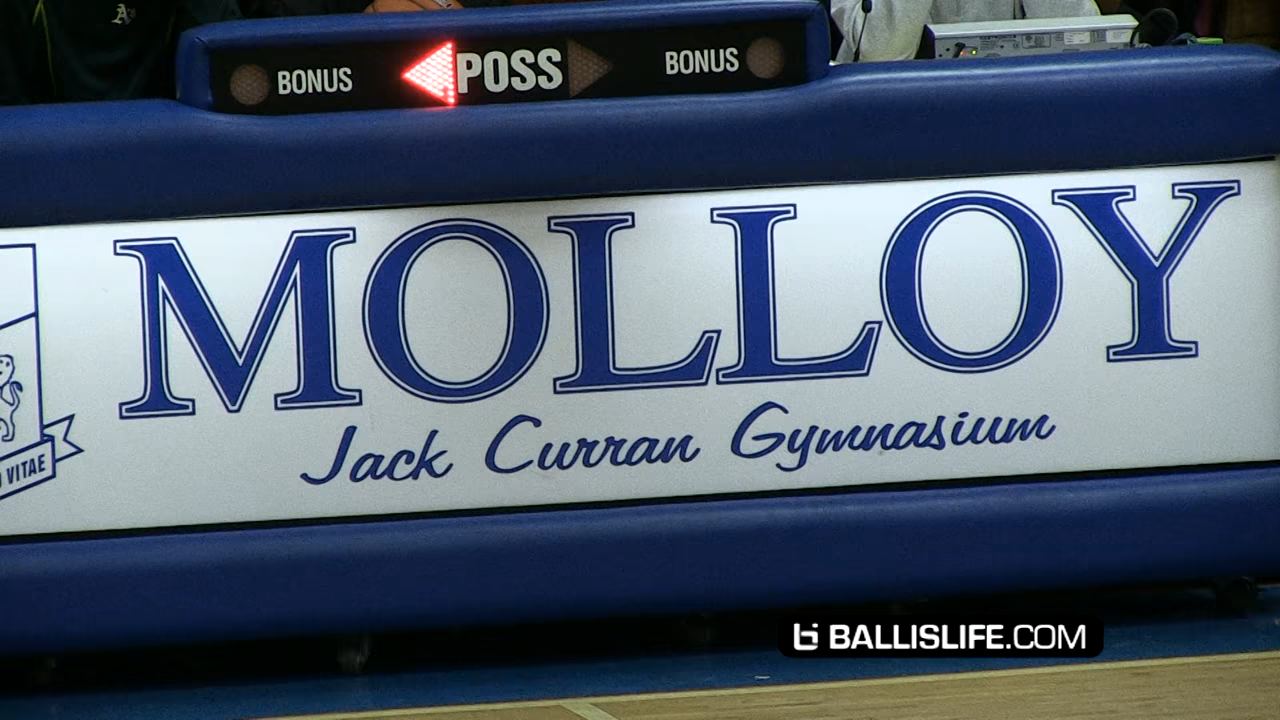 A's
BONUS POSS BONUS
MOLLOY
Jack Curran Gymnasium
VITAE
BALLISLIFE.COM